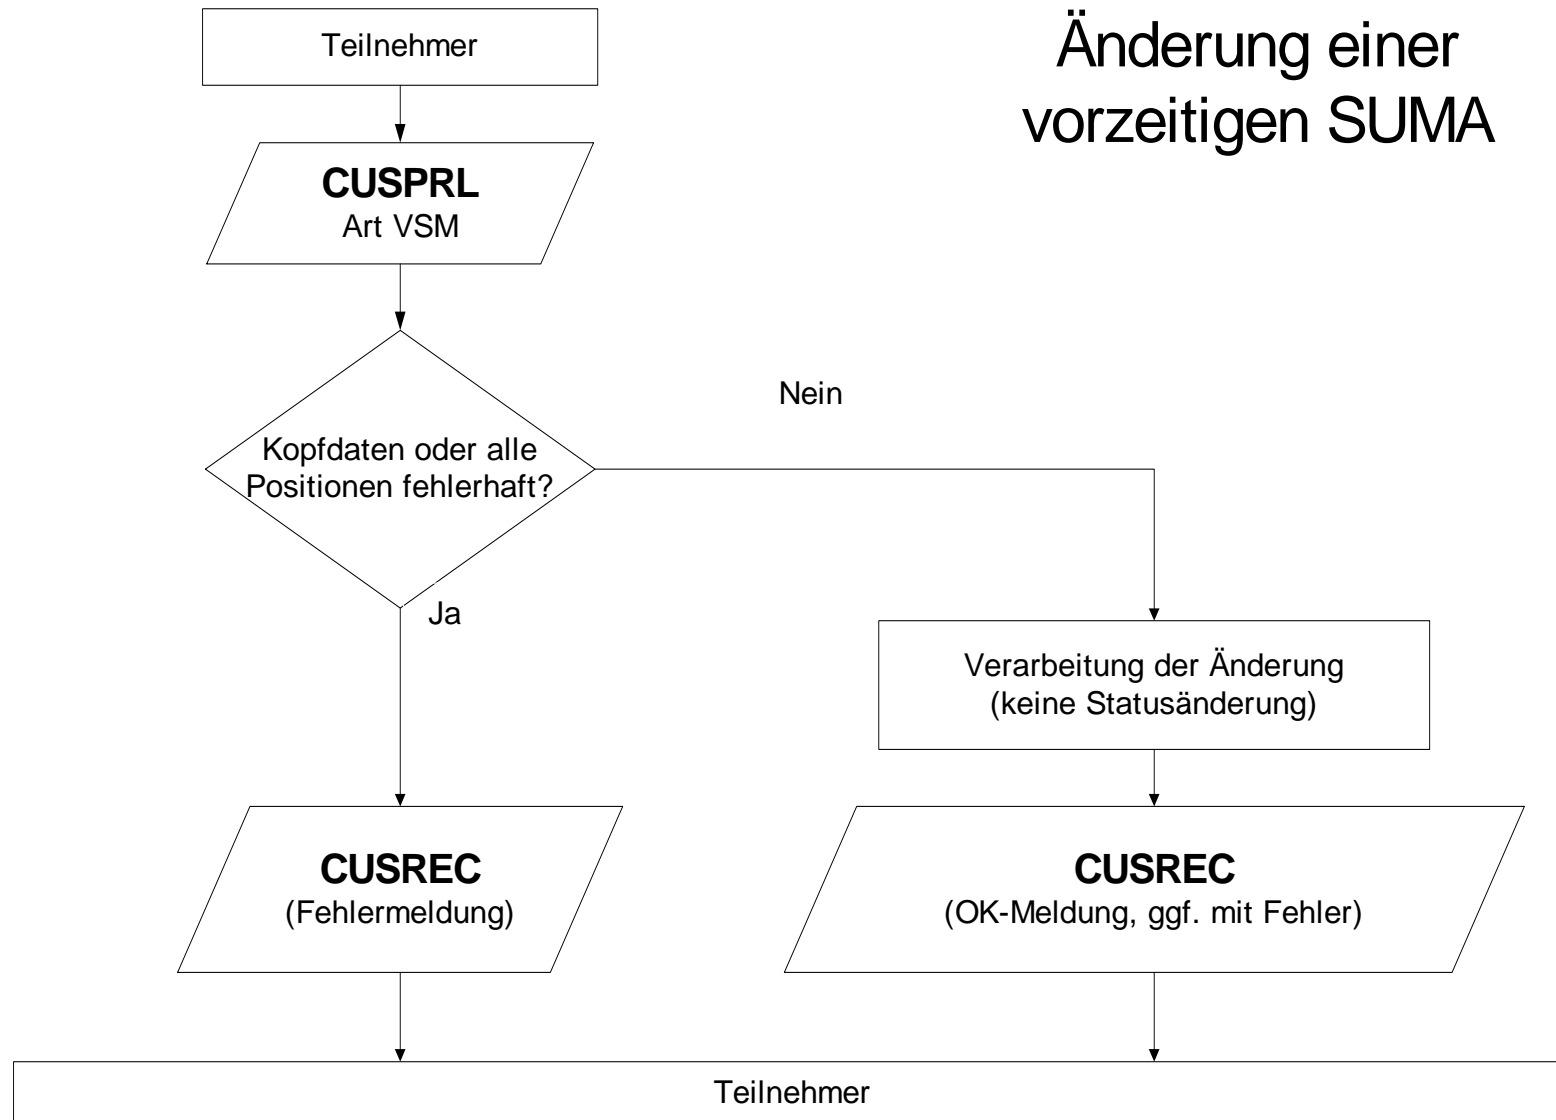 Änderung einer
vorzeitigen SUMA
Teilnehmer
CUSPRL
Art VSM
Kopfdaten oder alle
Positionen fehlerhaft?
Nein
Ja
Verarbeitung der Änderung
(keine Statusänderung)
CUSREC
(Fehlermeldung)
CUSREC
(OK-Meldung, ggf. mit Fehler)
Teilnehmer